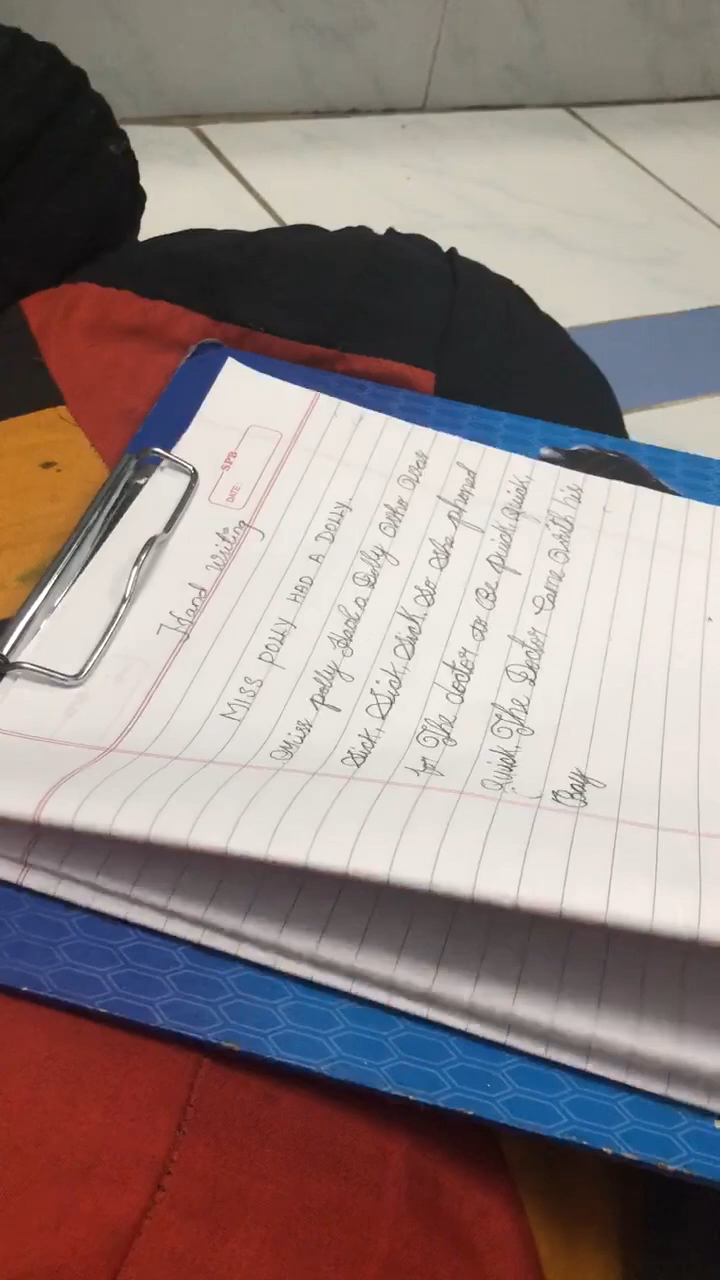 SPB
DATE:
Hand Writing
MISS POLLY HAD A DOLLY.
Miss polly Had a Dolly who was
Sick, Sick, Sick. So she phoned
for The doctor to Be quick, quick,
Quick. The Doctor Came with his
Bag